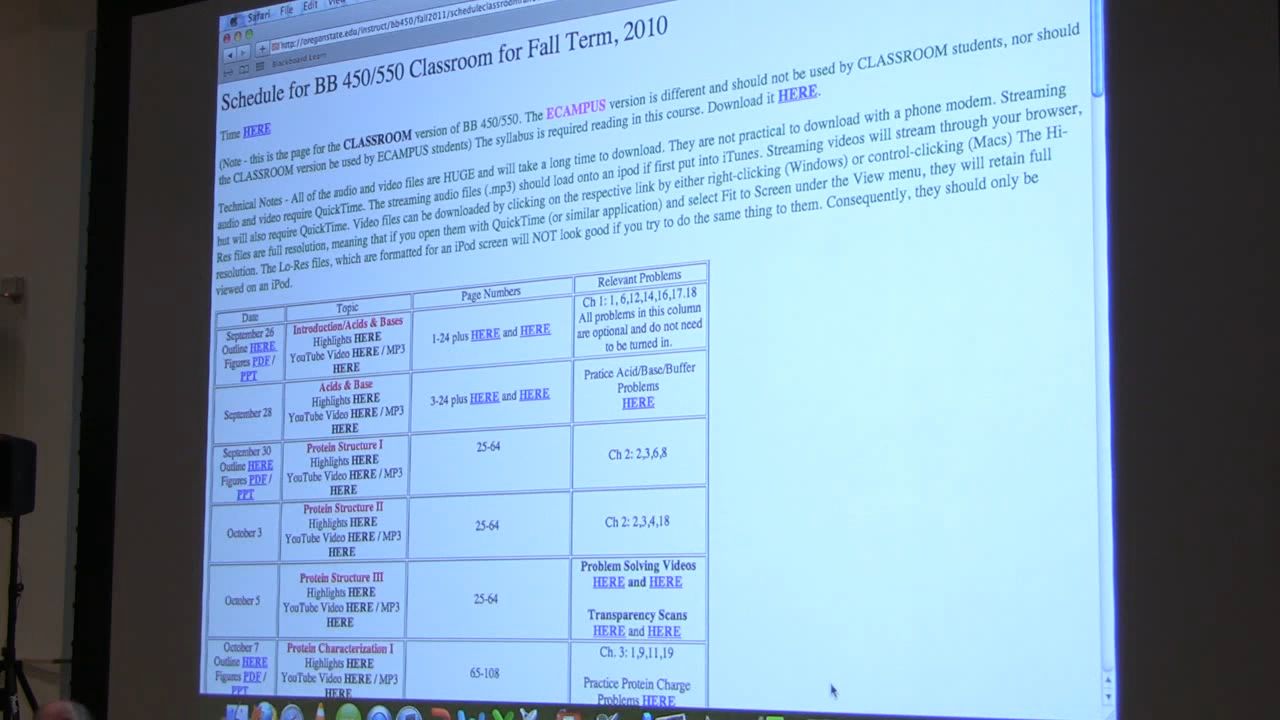 Safari File Edit View
http://oregonstate.edu/instruct/bb450/fall2011/scheduleclassroom
Blackboard Learn
Schedule for BB 450/550 Classroom for Fall Term, 2010
Time HERE
(Note - this is the page for the CLASSROOM version of BB 450/550. The ECAMPUS version is different and should not be used by CLASSROOM students, nor should
the CLASSROOM version be used by ECAMPUS students) The syllabus is required reading in this course. Download it HERE.
Technical Notes - All of the audio and video files are HUGE and will take a long time to download. They are not practical to download with a phone modem. Streaming
audio and video require QuickTime. The streaming audio files (.mp3) should load onto an ipod if first put into iTunes. Streaming videos will stream through your browser,
but will also require QuickTime. Video files can be downloaded by clicking on the respective link by either right-clicking (Windows) or control-clicking (Macs) The Hi-
Res files are full resolution, meaning that if you open them with QuickTime (or similar application) and select Fit to Screen under the View menu, they will retain full
resolution. The Lo-Res files, which are formatted for an iPod screen will NOT look good if you try to do the same thing to them. Consequently, they should only be
viewed on an iPod.
Date Topic Page Numbers Relevant Problems
September 26
Outline HERE
Figures PDF /
PPT
Introduction/Acids & Bases
Highlights HERE
YouTube Video HERE / MP3
HERE
1-24 plus HERE and HERE
Ch 1: 1, 6,12,14,16,17.18
All problems in this column
are optional and do not need
to be turned in.
September 28
Acids & Base
Highlights HERE
YouTube Video HERE / MP3
HERE
3-24 plus HERE and HERE
Pratice Acid/Base/Buffer
Problems
HERE
September 30
Outline HERE
Figures PDF /
PPT
Protein Structure I
Highlights HERE
YouTube Video HERE / MP3
HERE
25-64
Ch 2: 2,3,6,8
October 3
Protein Structure II
Highlights HERE
YouTube Video HERE / MP3
HERE
25-64
Ch 2: 2,3,4,18
October 5
Protein Structure III
Highlights HERE
YouTube Video HERE / MP3
HERE
25-64
Problem Solving Videos
HERE and HERE
Transparency Scans
HERE and HERE
October 7
Outline HERE
Figures PDF /
PPT
Protein Characterization I
Highlights HERE
YouTube Video HERE / MP3
HERE
65-108
Ch. 3: 1,9,11,19
Practice Protein Charge
Problems HERE